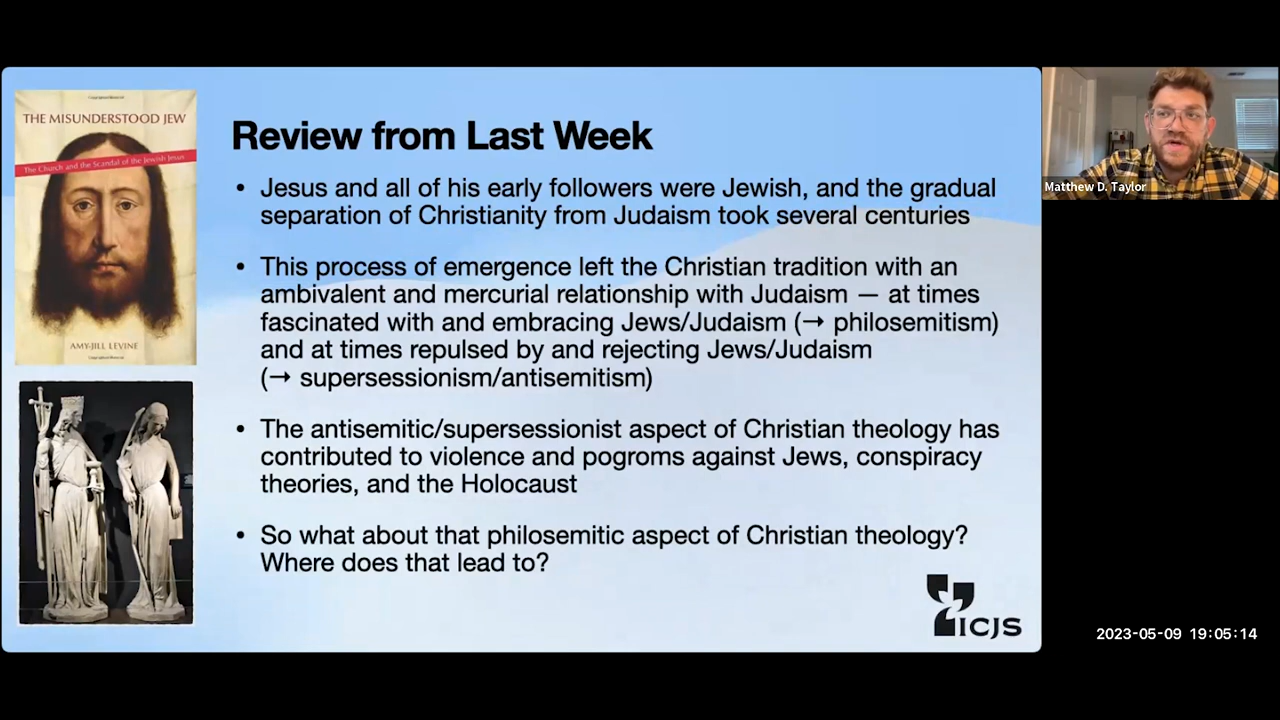 THE MISUNDERSTOOD JEW
The Church and the Scandal of the Jewish Jesus
AMY-JILL LEVINE
Review from Last Week
• Jesus and all of his early followers were Jewish, and the gradual
separation of Christianity from Judaism took several centuries
• This process of emergence left the Christian tradition with an
ambivalent and mercurial relationship with Judaism — at times
fascinated with and embracing Jews/Judaism (→ philosemitism)
and at times repulsed by and rejecting Jews/Judaism
(→ supersessionism/antisemitism)
• The antisemitic/supersessionist aspect of Christian theology has
contributed to violence and pogroms against Jews, conspiracy
theories, and the Holocaust
• So what about that philosemitic aspect of Christian theology?
Where does that lead to?
ICJS
Matthew D. Taylor
2023-05-09 19:05:14